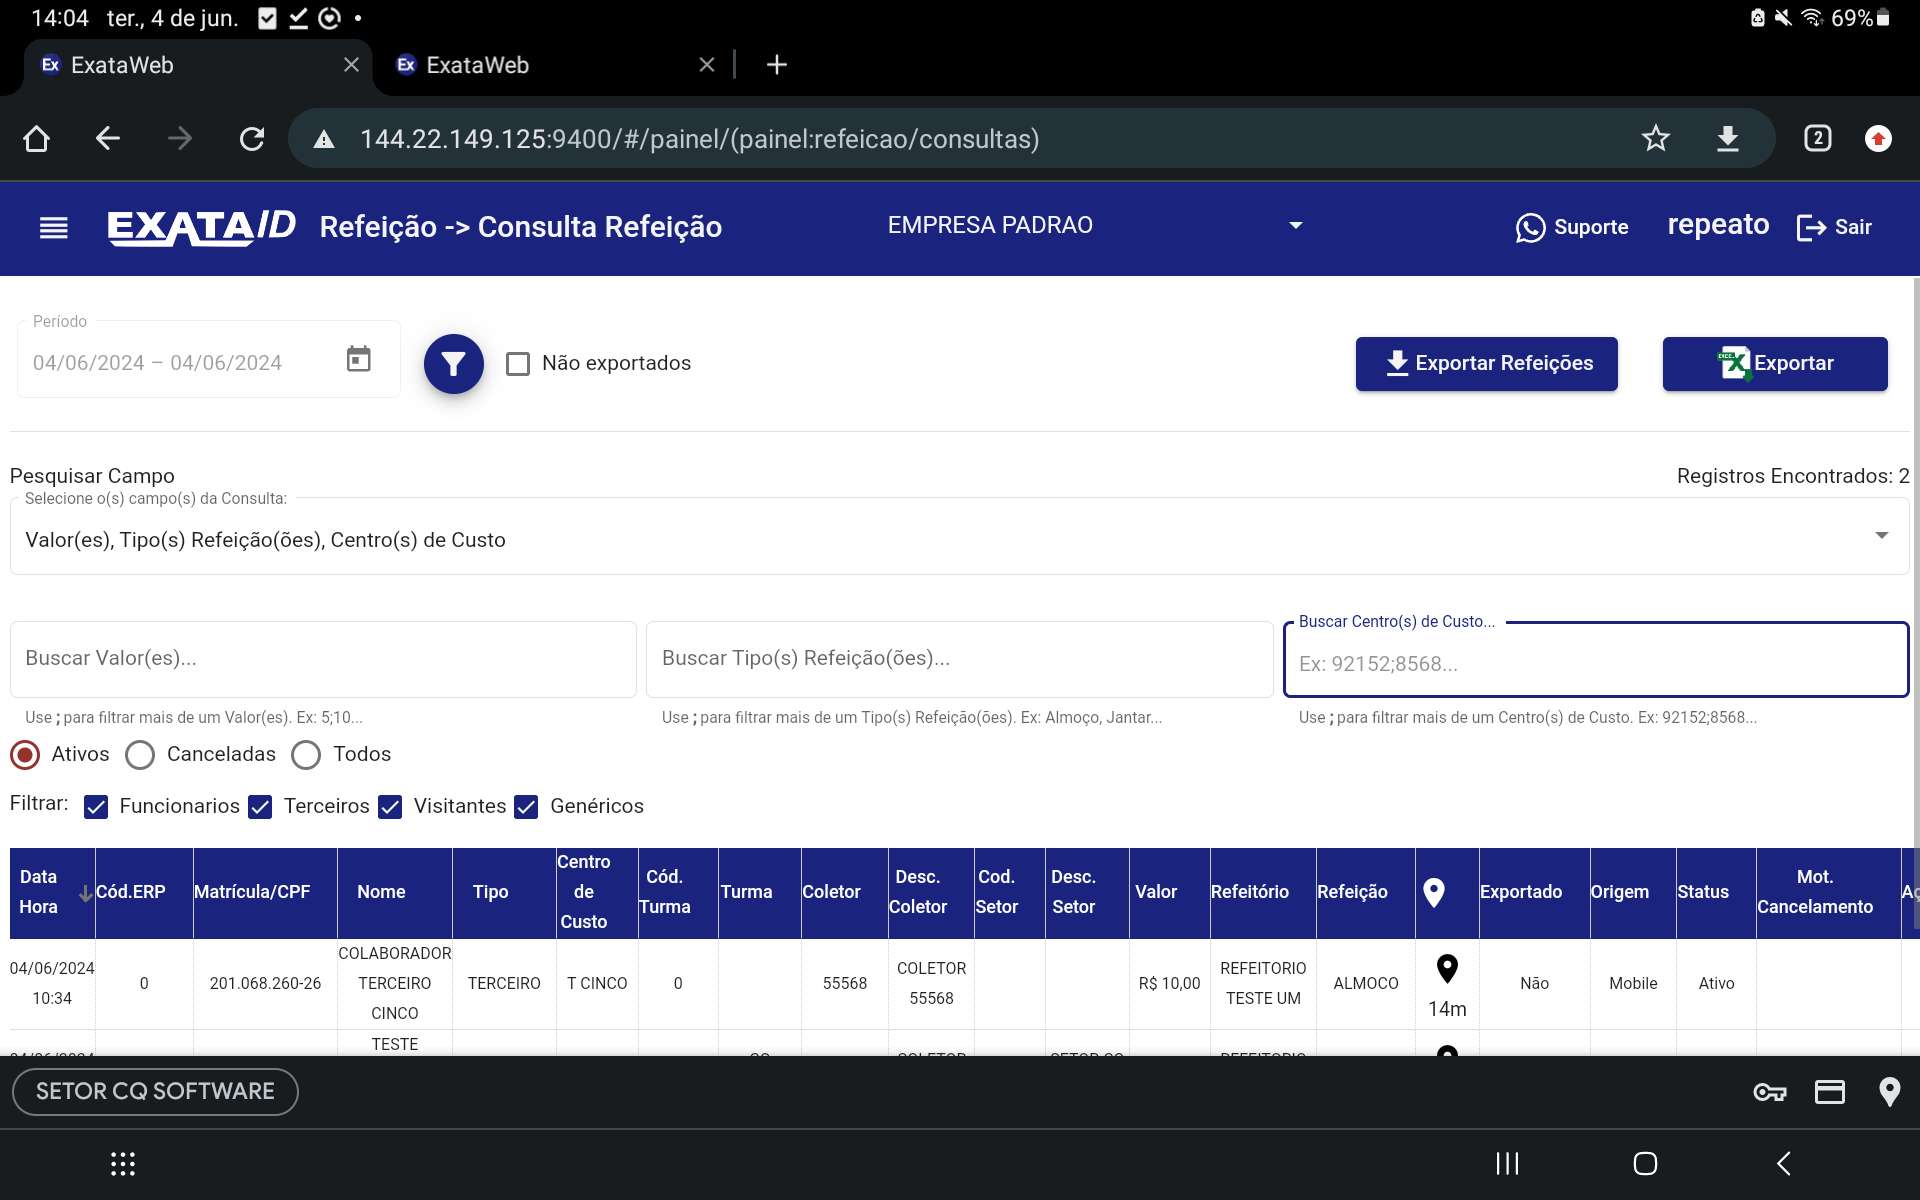 14:04 ter., 4 de jun.
69%
Ex ExataWeb
Ex ExataWeb
144.22.149.125:9400/#/painel/(painel:refeicao/consultas)
2
EXATA/ID Refeição -> Consulta Refeição EMPRESA PADRAO Suporte repeato Sair
Período
04/06/2024 – 04/06/2024
Não exportados
Exportar Refeições
Exportar
Pesquisar Campo
Registros Encontrados: 2
Selecione o(s) campo(s) da Consulta:
Valor(es), Tipo(s) Refeição(ões), Centro(s) de Custo
Buscar Valor(es)...
Buscar Tipo(s) Refeição(ões)...
Buscar Centro(s) de Custo...
Ex: 92152;8568...
Use ; para filtrar mais de um Valor(es). Ex: 5;10...
Use ; para filtrar mais de um Tipo(s) Refeição(ões). Ex: Almoço, Jantar...
Use ; para filtrar mais de um Centro(s) de Custo. Ex: 92152;8568...
Ativos Canceladas Todos
Filtrar: Funcionarios Terceiros Visitantes Genéricos
Data Hora Cód.ERP Matrícula/CPF Nome Tipo Centro de Custo Cód. Turma Turma Coletor Desc. Coletor Cod. Setor Desc. Setor Valor Refeitório Refeição Exportado Origem Status Mot. Cancelamento
04/06/2024 10:34 0 201.068.260-26 COLABORADOR TERCEIRO CINCO TERCEIRO T CINCO 0 55568 COLETOR 55568 R$ 10,00 REFEITORIO TESTE UM ALMOCO 14m Não Mobile Ativo
TESTE
SETOR CQ SOFTWARE